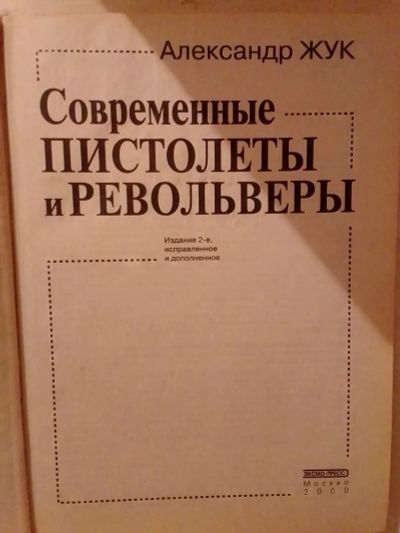 Александр ЖУК
Современные
ПИСТОЛЕТЫ
и РЕВОЛЬВЕРЫ
Издание 2-е,
исправленное
и дополненное
ЭКСМО-ПРЕСС
Москва
2000